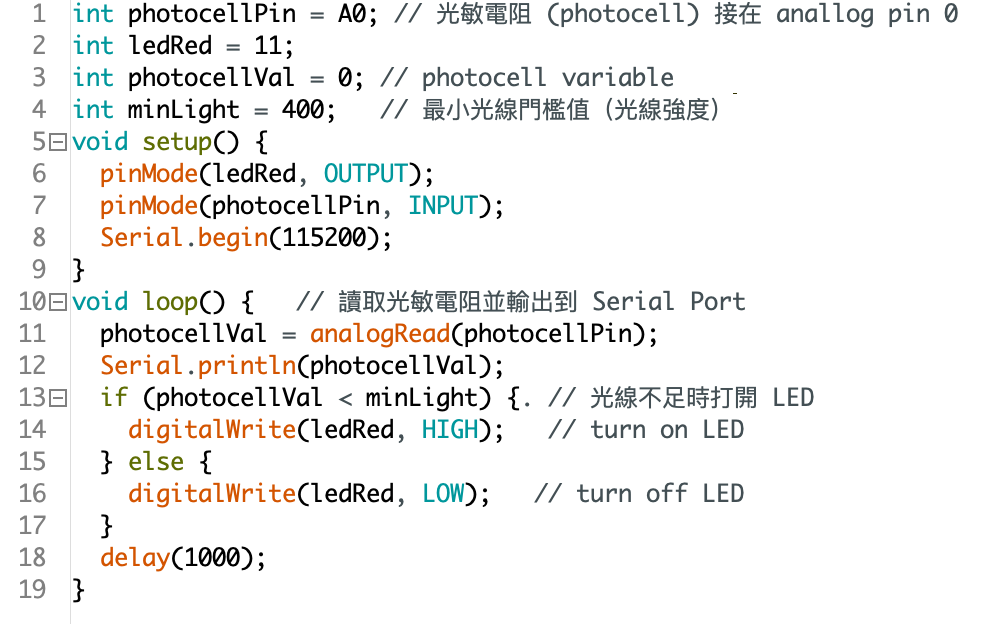 1 int photocellPin = A0; // 光敏電阻 (photocell) 接在 anallog pin 0
2 int ledRed = 11;
3 int photocellVal = 0; // photocell variable
4 int minLight = 400;   // 最小光線門檻值（光線強度）
5 void setup() {
6   pinMode(ledRed, OUTPUT);
7   pinMode(photocellPin, INPUT);
8   Serial.begin(115200);
9 }
10 void loop() {   // 讀取光敏電阻並輸出到 Serial Port
11   photocellVal = analogRead(photocellPin);
12   Serial.println(photocellVal);
13   if (photocellVal < minLight) {. // 光線不足時打開 LED
14     digitalWrite(ledRed, HIGH);   // turn on LED
15   } else {
16     digitalWrite(ledRed, LOW);   // turn off LED
17   }
18   delay(1000);
19 }